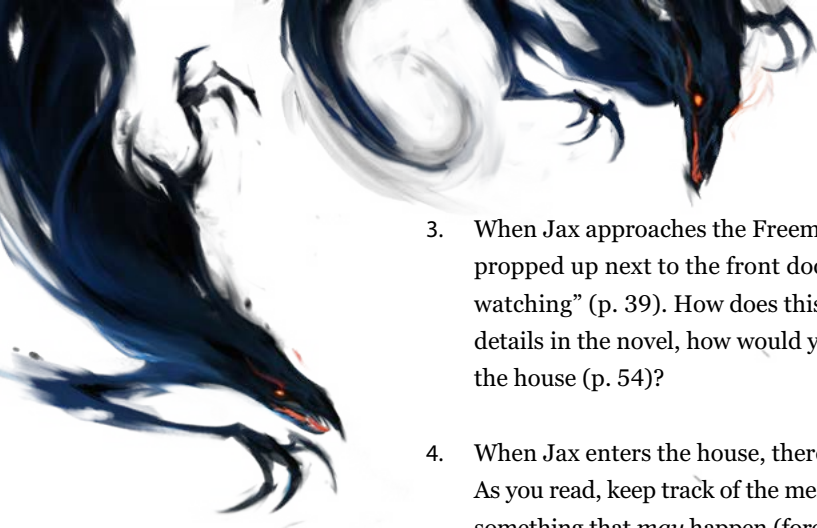 3. When Jax approaches the Freem
propped up next to the front doo
watching” (p. 39). How does this
details in the novel, how would y
the house (p. 54)?
4. When Jax enters the house, there
As you read, keep track of the me
something that may happen (fore